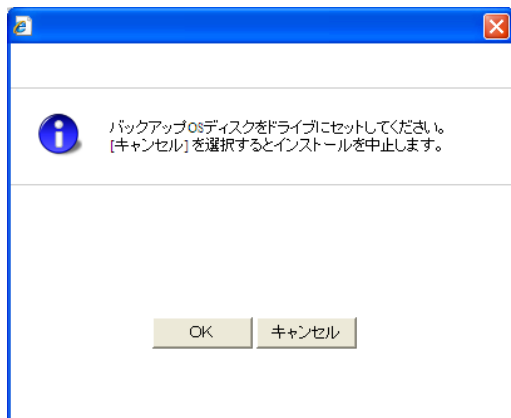 バックアップOSディスクをドライブにセットしてください。
[キャンセル]を選択するとインストールを中止します。
OK
キャンセル